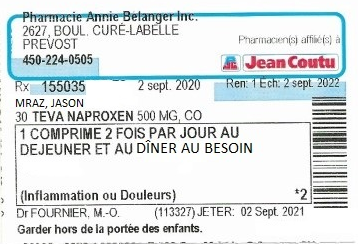 Pharmacie Annie Belanger Inc.
2627, BOUL. CURÉ-LABELLE
PREVOST
450-224-0505
Pharmacien(s) affilié(s) à
Jean Coutu
Rx 155035 2 sept. 2020 Ren: 1 Ech: 2 sept. 2022
MRAZ, JASON
30 TEVA NAPROXEN 500 MG, CO
1 COMPRIME 2 FOIS PAR JOUR AU
DEJEUNER ET AU DÎNER AU BESOIN
(Inflammation ou Douleurs) *2
Dr FOURNIER, M.-O. (113327) JETER: 02 Sept. 2021
Garder hors de la portée des enfants.